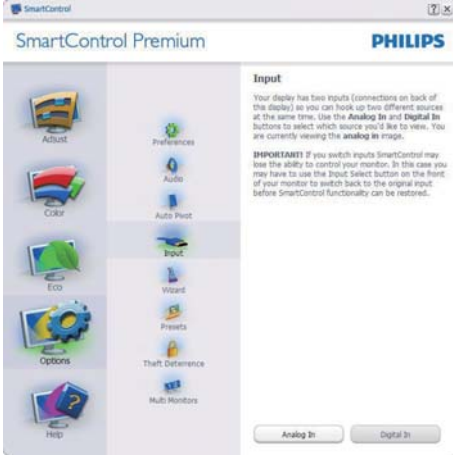 SmartControl
SmartControl Premium
PHILIPS
Adjust
Color
Eco
Options
Help
Preferences
Audio
Auto Pivot
Input
Wizard
Presets
Theft Deterrence
Multi Monitors
Input
Your display has two inputs (connections on back of
this display) so you can hook up two different sources
at the same time. Use the Analog In and Digital In
buttons to select which source you'd like to view. You
are currently viewing the analog in image.
IMPORTANT! If you switch inputs SmartControl may
lose the ability to control your monitor. In this case you
may have to use the Input Select button on the front
of your monitor to switch back to the original input
before SmartControl functionality can be restored.
Analog In
Digital In